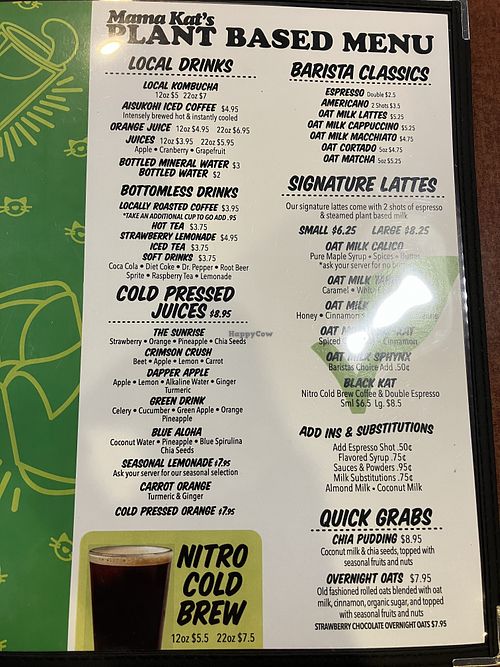 Mama Kat's
PLANT BASED MENU
LOCAL DRINKS
LOCAL KOMBUCHA
12oz $5 22oz $7
AISUKOHI ICED COFFEE $4.95
Intensely brewed hot & instantly cooled
ORANGE JUICE 12oz $4.95 22oz $6.95
JUICES 12oz $3.95 22oz $5.95
Apple • Cranberry • Grapefruit
BOTTLED MINERAL WATER $3
BOTTLED WATER $2
BOTTOMLESS DRINKS
LOCALLY ROASTED COFFEE $3.95
*TAKE AN ADDITIONAL CUP TO GO ADD .95
HOT TEA $3.75
STRAWBERRY LEMONADE $4.95
ICED TEA $3.75
SOFT DRINKS $3.75
Coca Cola • Diet Coke • Dr. Pepper • Root Beer
Sprite • Raspberry Tea • Lemonade
COLD PRESSED
JUICES $8.95
THE SUNRISE
Strawberry • Orange • Pineapple • Chia Seeds
CRIMSON CRUSH
Beet • Apple • Lemon • Carrot
DAPPER APPLE
Apple • Lemon • Alkaline Water • Ginger
Turmeric
GREEN DRINK
Celery • Cucumber • Green Apple • Orange
Pineapple
BLUE ALOHA
Coconut Water • Pineapple • Blue Spirulina
Chia Seeds
SEASONAL LEMONADE $7.95
Ask your server for our seasonal selection
CARROT ORANGE
Turmeric & Ginger
COLD PRESSED ORANGE $7.95
NITRO
COLD
BREW
12oz $5.5 22oz $7.5
BARISTA CLASSICS
ESPRESSO Double $2.5
AMERICANO 2 Shots $3.5
OAT MILK LATTES $5.25
OAT MILK CAPPUCCINO $5.25
OAT MILK MACCHIATO $4.75
OAT CORTADO 5oz $4.75
OAT MATCHA 5oz $5.25
SIGNATURE LATTES
Our signature lattes come with 2 shots of espresso
& steamed plant based milk
SMALL $6.25 LARGE $8.25
OAT MILK CALICO
Pure Maple Syrup • Spices • Butter
*ask your server for no
OAT MILK
Caramel •
OAT MILK
Honey • Cinnamon
OAT
Spiced Cinnamon
OAT MILK SPHYNX
Baristas Choice Add .50¢
BLACK KAT
Nitro Cold Brew Coffee & Double Espresso
Sml $6.5 Lg. $8.5
ADD INS & SUBSTITUTIONS
Add Espresso Shot .50¢
Flavored Syrup .75¢
Sauces & Powders .95¢
Milk Substitutions .75¢
Almond Milk • Coconut Milk
QUICK GRABS
CHIA PUDDING $8.95
Coconut milk & chia seeds, topped with
seasonal fruits and nuts
OVERNIGHT OATS $7.95
Old fashioned rolled oats blended with oat
milk, cinnamon, organic sugar, and topped
with seasonal fruits and nuts
STRAWBERRY CHOCOLATE OVERNIGHT OATS $7.95
HappyCow